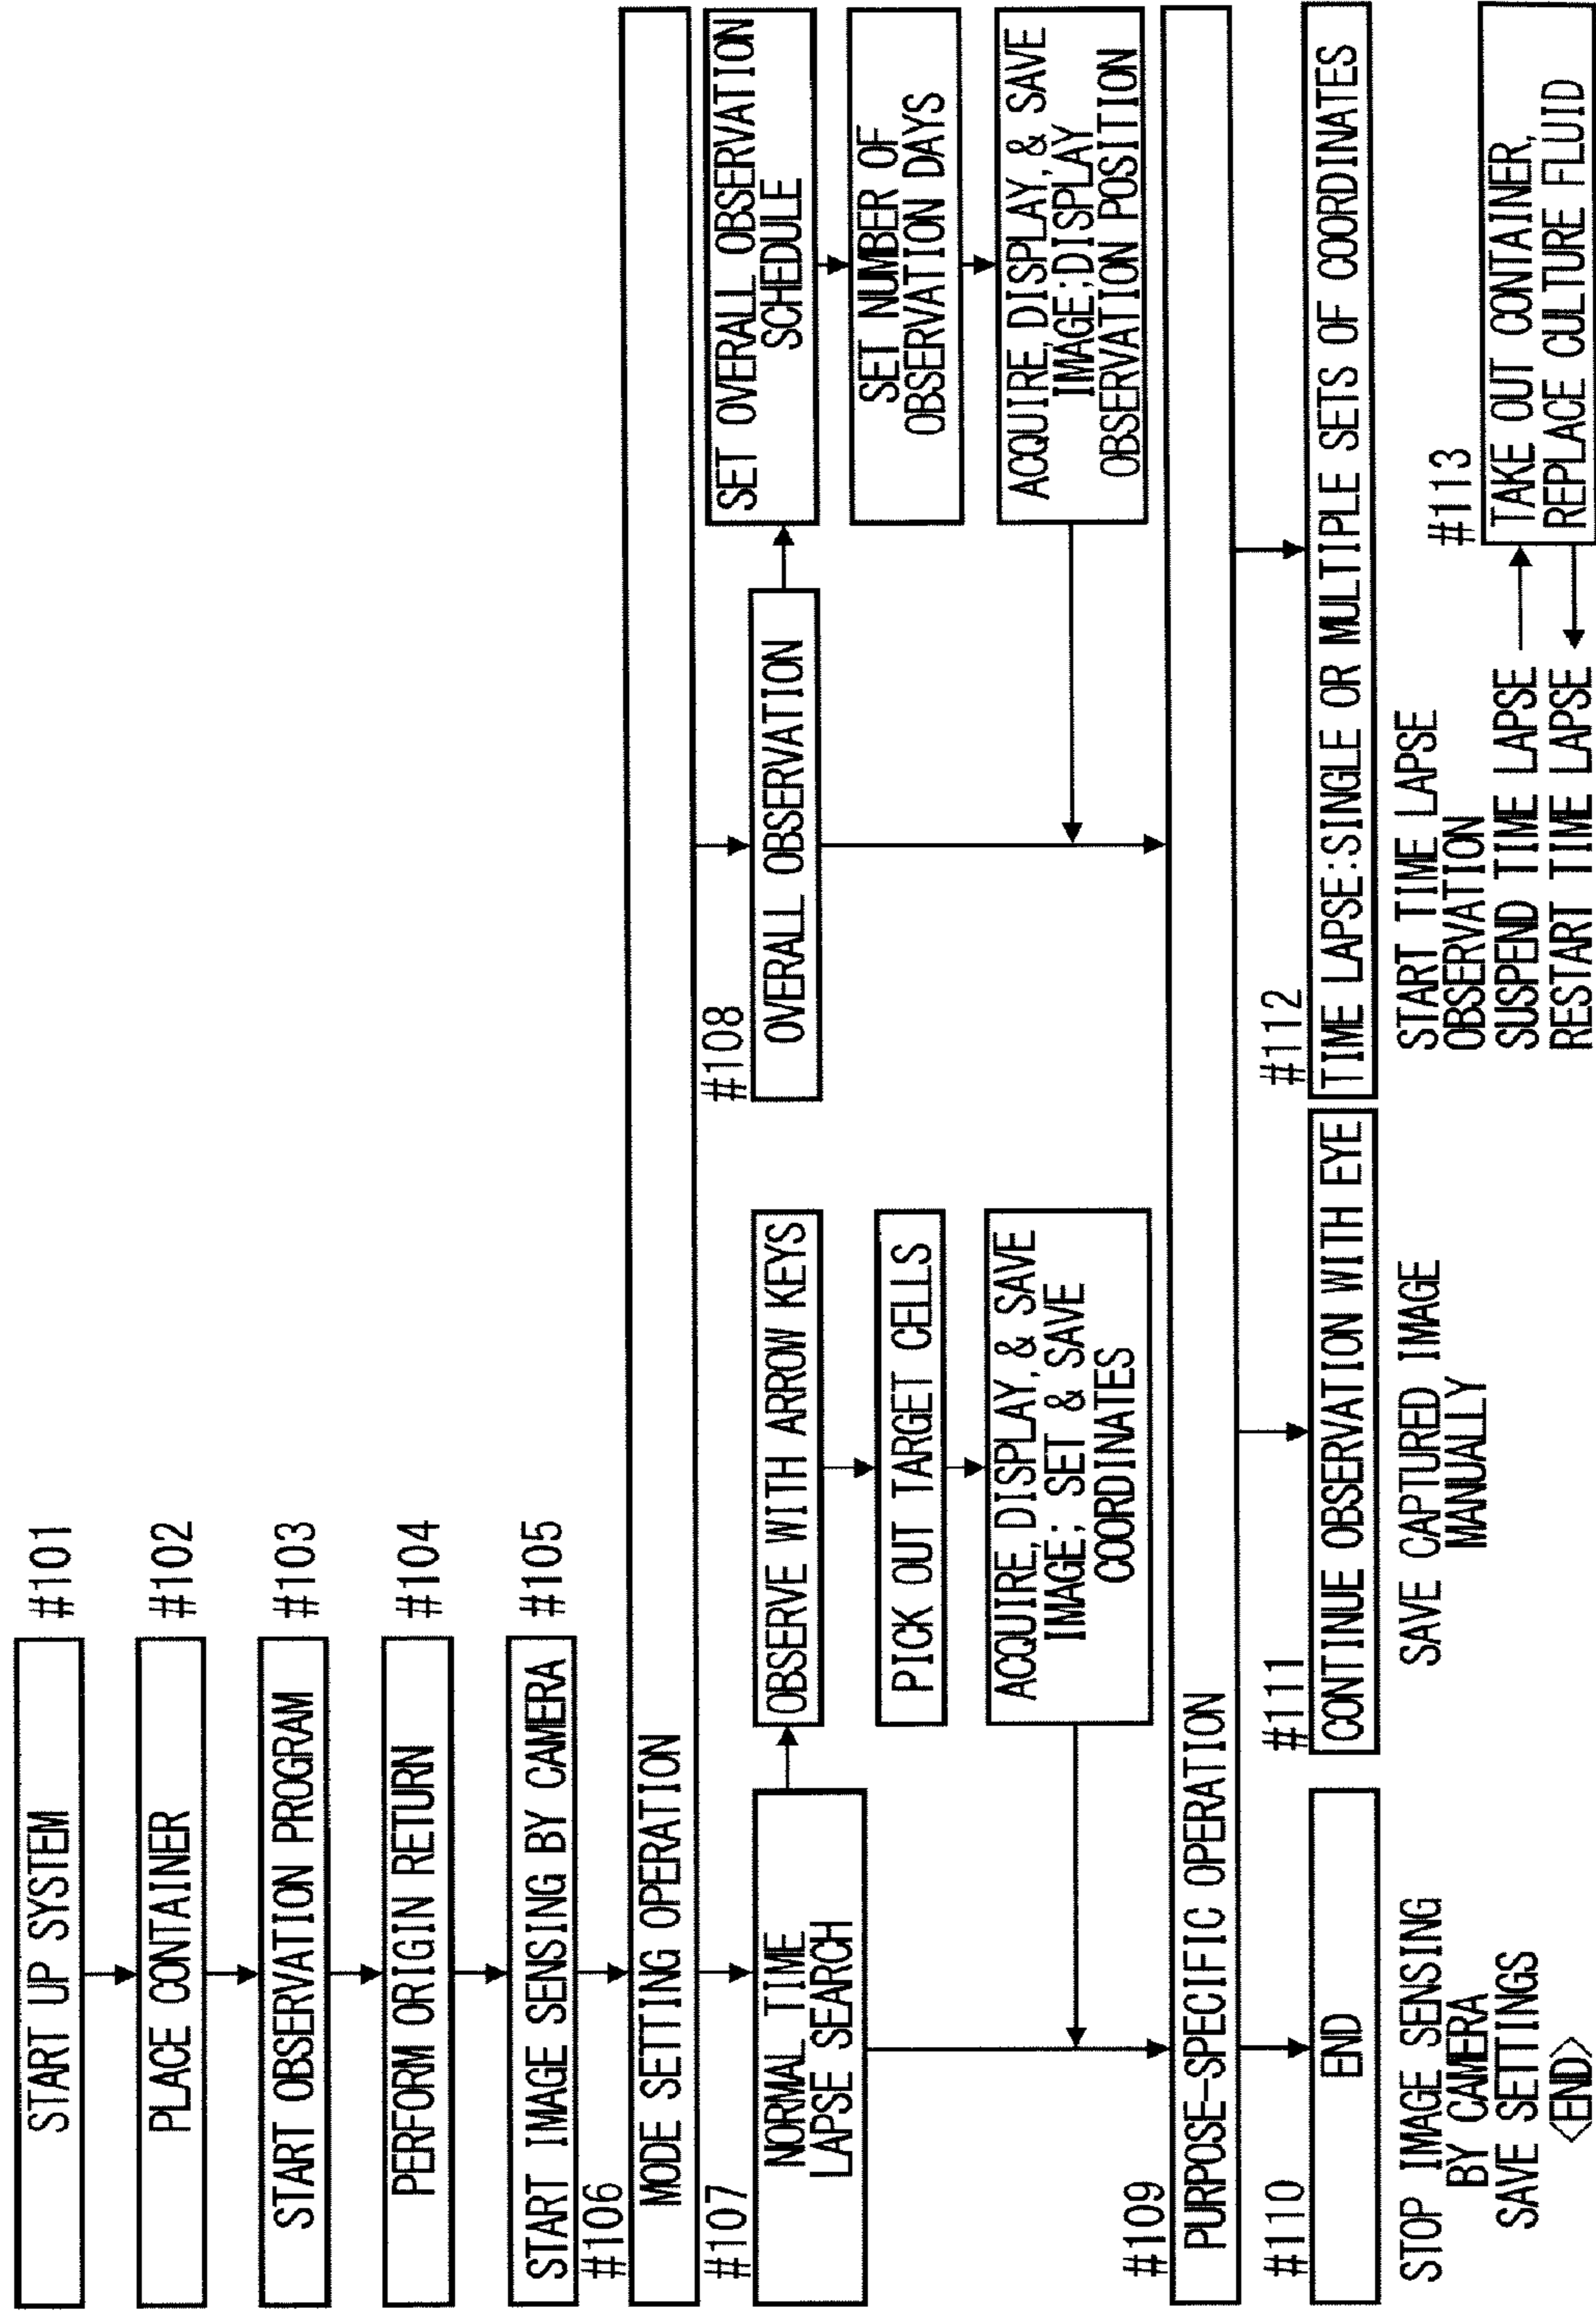 START UP SYSTEM
#101
PLACE CONTAINER
#102
START OBSERVATION PROGRAM
#103
PERFORM ORIGIN RETURN
#104
START IMAGE SENSING BY CAMERA
#105
#106
MODE SETTING OPERATION
#107
NORMAL TIME
LAPSE SEARCH
OBSERVE WITH ARROW KEYS
PICK OUT TARGET CELLS
ACQUIRE,DISPLAY,& SAVE
IMAGE; SET & SAVE
COORDINATES
#108
OVERALL OBSERVATION
SET OVERALL OBSERVATION
SCHEDULE
SET NUMBER OF
OBSERVATION DAYS
ACQUIRE,DISPLAY,& SAVE
IMAGE;DISPLAY
OBSERVATION POSITION
#109
PURPOSE-SPECIFIC OPERATION
#110
END
STOP IMAGE SENSING
BY CAMERA
SAVE SETTINGS
<END>
#111
CONTINUE OBSERVATION WITH EYE
SAVE CAPTURED IMAGE
MANUALLY
#112
TIME LAPSE:SINGLE OR MULTIPLE SETS OF COORDINATES
START TIME LAPSE
OBSERVATION
SUSPEND TIME LAPSE
RESTART TIME LAPSE
#113
TAKE OUT CONTAINER,
REPLACE CULTURE FLUID